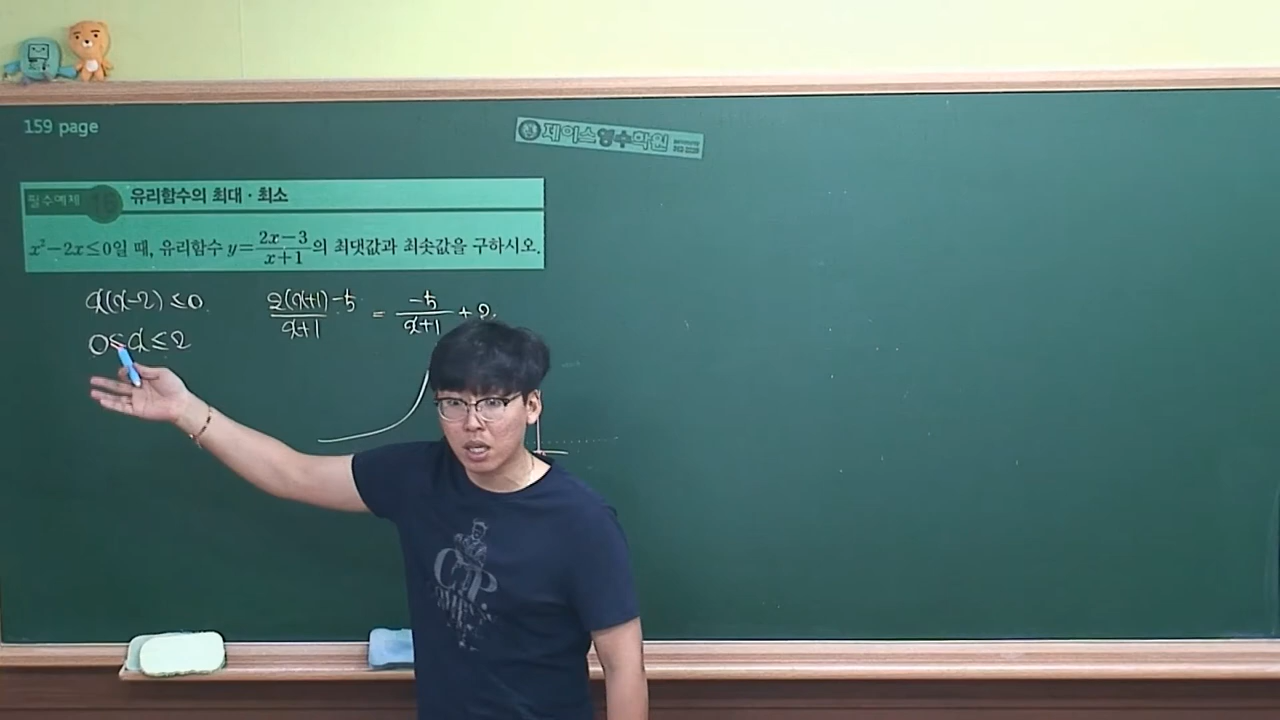 159 page
제이스영수학원
필수예제 유리함수의 최대 · 최소
x²−2x≤0일 때, 유리함수 y=\frac{2x−3}{x+1}의 최댓값과 최솟값을 구하시오.
x(x−2)≤0. \frac{2(x+1)−5}{x+1} = \frac{−5}{x+1} + 2.
0≤x≤2